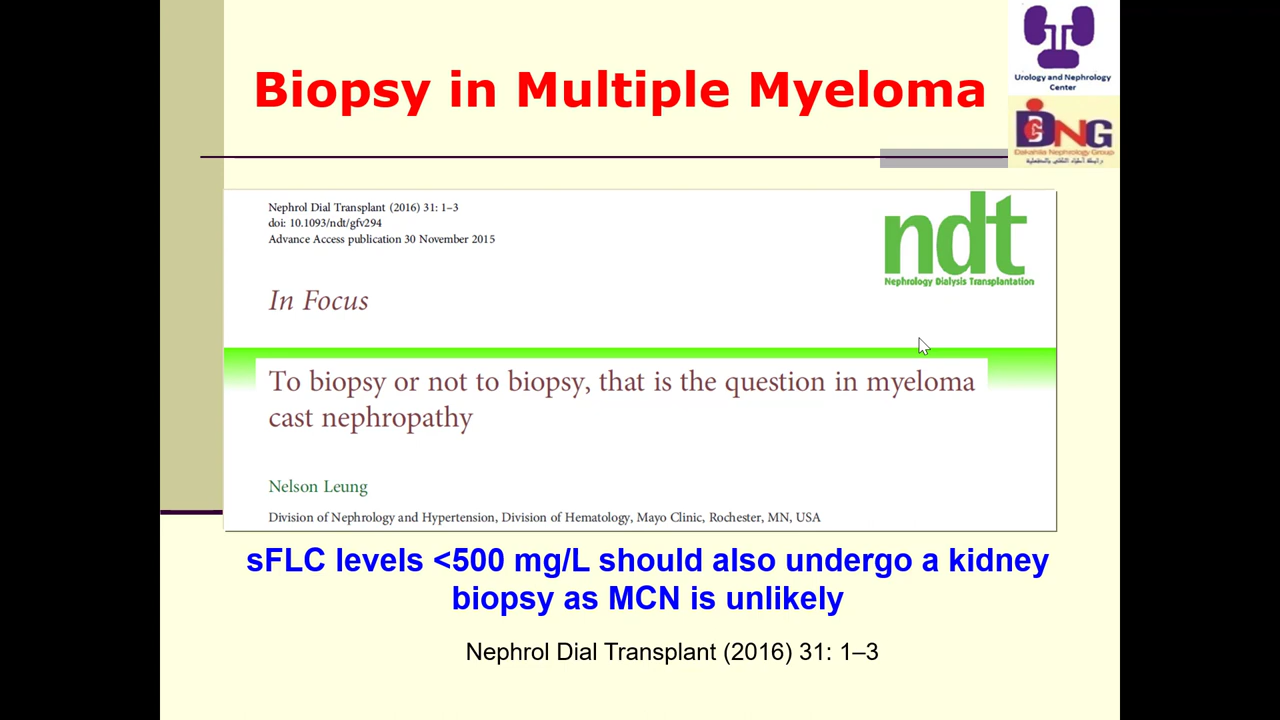 Biopsy in Multiple Myeloma
Urology and Nephrology
Center
DCNG
Dakahlia Nephrology Group
Nephrol Dial Transplant (2016) 31: 1–3
doi: 10.1093/ndt/gfv294
Advance Access publication 30 November 2015
ndt
Nephrology Dialysis Transplantation
In Focus
To biopsy or not to biopsy, that is the question in myeloma
cast nephropathy
Nelson Leung
Division of Nephrology and Hypertension, Division of Hematology, Mayo Clinic, Rochester, MN, USA
sFLC levels <500 mg/L should also undergo a kidney
biopsy as MCN is unlikely
Nephrol Dial Transplant (2016) 31: 1–3